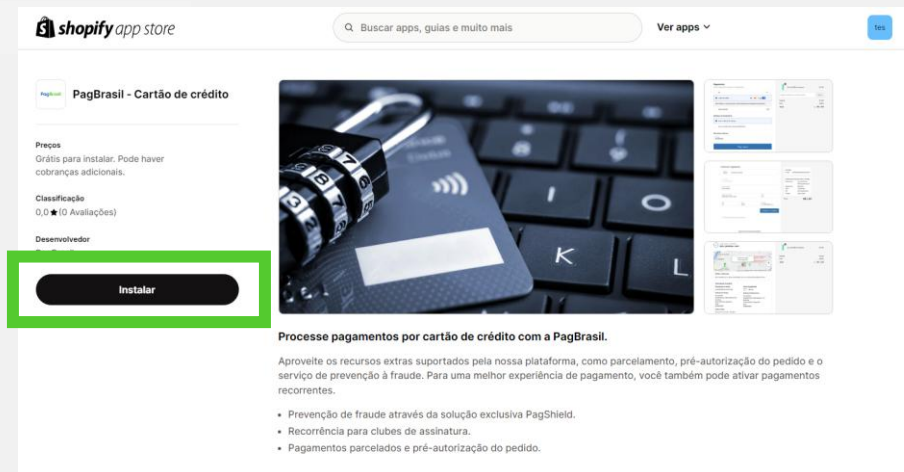 shopify app store
Buscar apps, guias e muito mais
Ver apps
tes
PagBrasil
PagBrasil - Cartão de crédito
Preços
Grátis para instalar. Pode haver
cobranças adicionais.
Classificação
0,0★(0 Avaliações)
Desenvolvedor
Instalar
Processe pagamentos por cartão de crédito com a PagBrasil.
Aproveite os recursos extras suportados pela nossa plataforma, como parcelamento, pré-autorização do pedido e o
serviço de prevenção à fraude. Para uma melhor experiência de pagamento, você também pode ativar pagamentos
recorrentes.
• Prevenção de fraude através da solução exclusiva PagShield.
• Recorrência para clubes de assinatura.
• Pagamentos parcelados e pré-autorização do pedido.